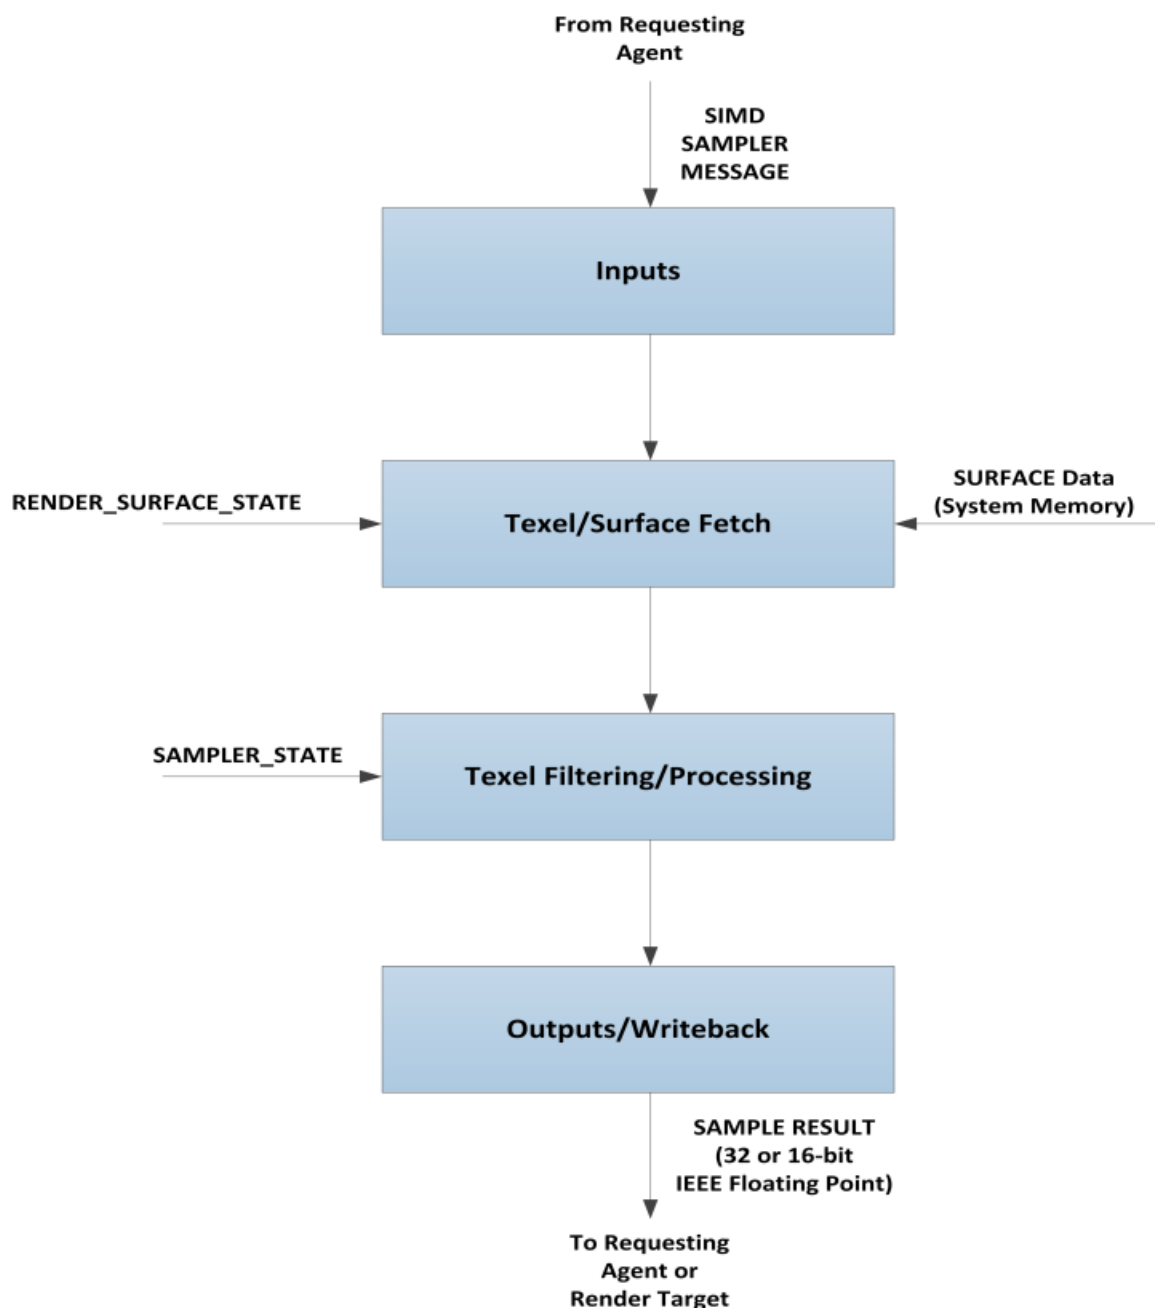 From Requesting
Agent
SIMD
SAMPLER
MESSAGE
Inputs
RENDER_SURFACE_STATE
Texel/Surface Fetch
SURFACE Data
(System Memory)
SAMPLER_STATE
Texel Filtering/Processing
Outputs/Writeback
SAMPLE RESULT
(32 or 16-bit
IEEE Floating Point)
To Requesting
Agent or
Render Target